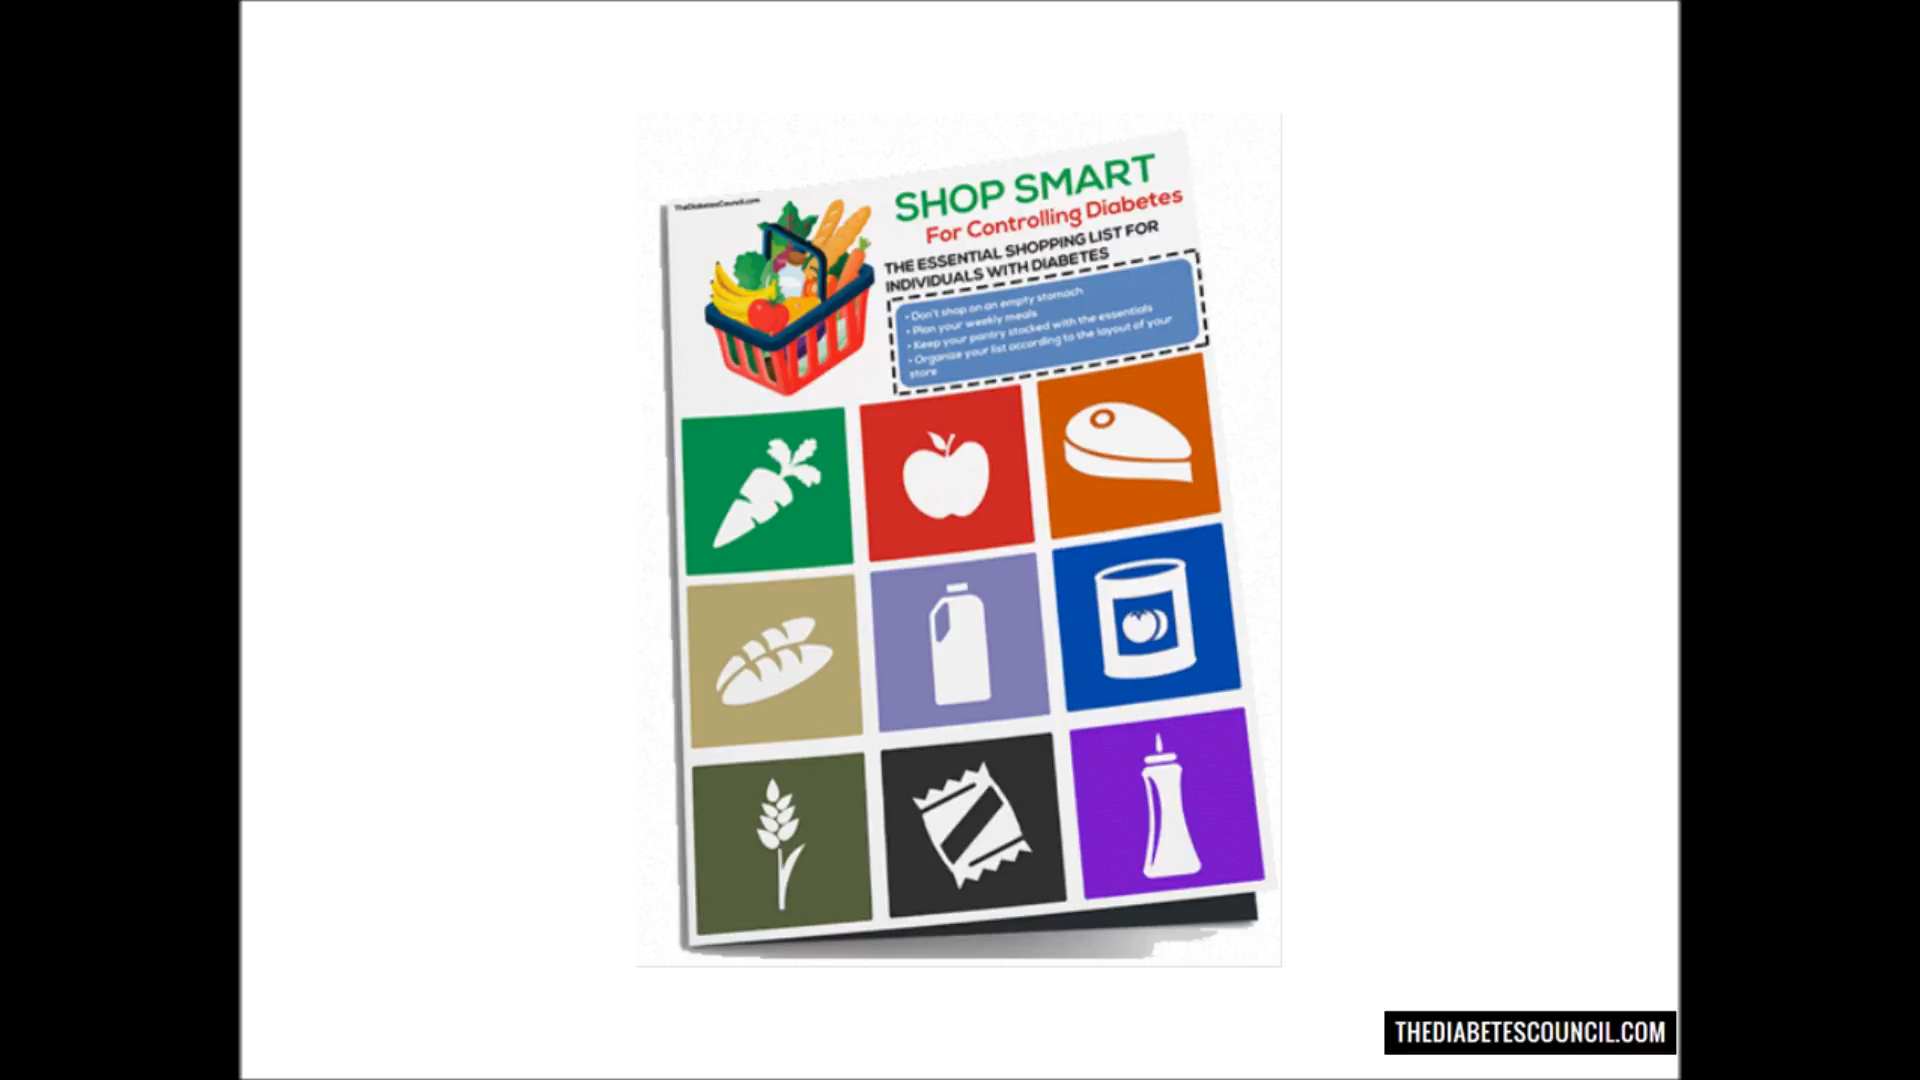 TheDiabetesCouncil.com
SHOP SMART
For Controlling Diabetes
THE ESSENTIAL SHOPPING LIST FOR
INDIVIDUALS WITH DIABETES
• Don't shop on an empty stomach
• Plan your weekly meals
• Keep your pantry stocked with the essentials
• Organize your list according to the layout of your
store
THEDIABETESCOUNCIL.COM